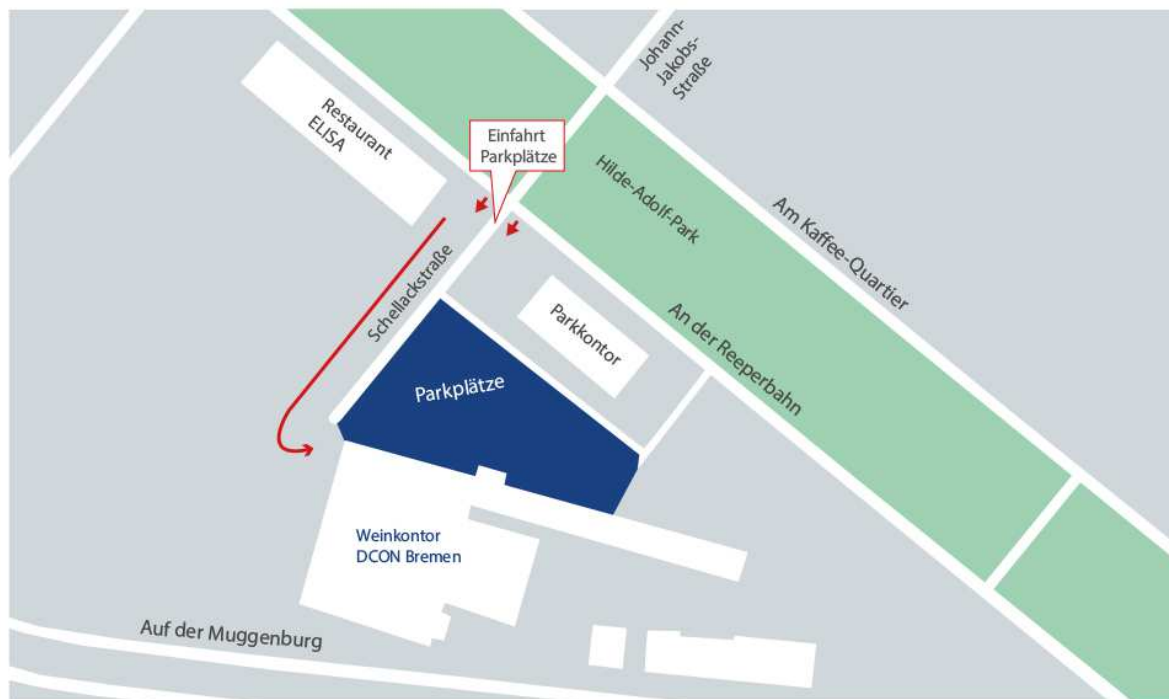 Johann-
Jakobs-
Straße
Restaurant
ELISA
Einfahrt
Parkplätze
Hilde-Adolf-Park
Am Kaffee-Quartier
Schellackstraße
Parkkontor
An der Reeperbahn
Parkplätze
Weinkontor
DCON Bremen
Auf der Muggenburg